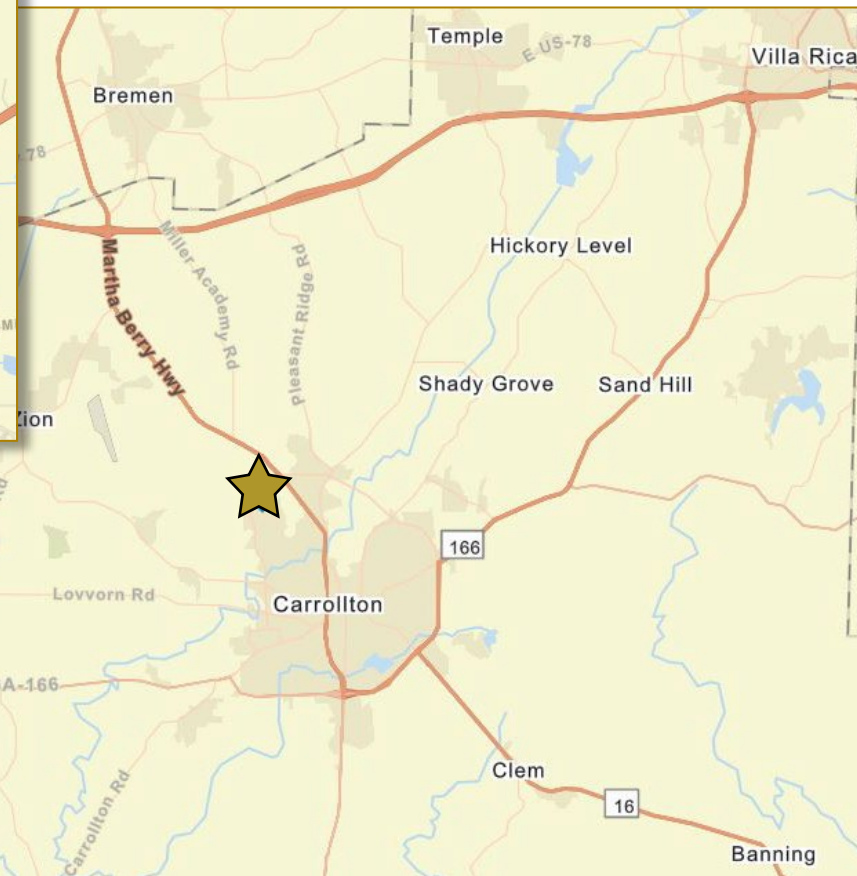 Temple
E US-78
Villa Rica
Bremen
78
Miller Academy Rd
Hickory Level
Martha Berry Hwy
Pleasant Ridge Rd
Shady Grove
Sand Hill
Zion
166
Lovvorn Rd
Carrollton
A-166
Clem
16
Carrollton Rd
Banning